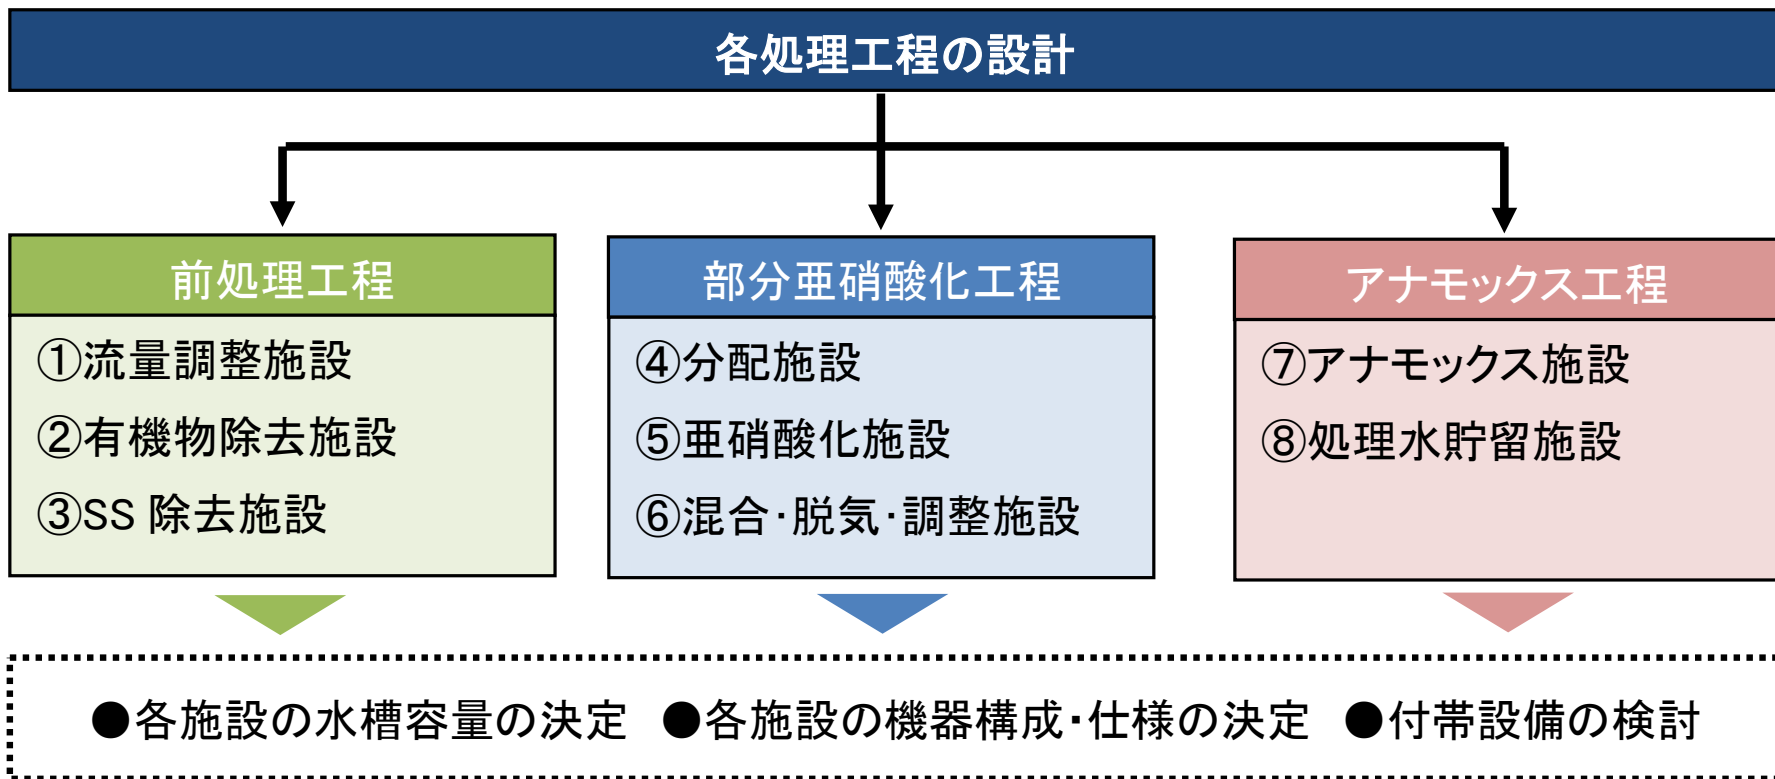 各処理工程の設計
前処理工程
①流量調整施設
②有機物除去施設
③SS 除去施設
部分亜硝酸化工程
④分配施設
⑤亜硝酸化施設
⑥混合・脱気・調整施設
アナモックス工程
⑦アナモックス施設
⑧処理水貯留施設
●各施設の水槽容量の決定 ●各施設の機器構成・仕様の決定 ●付帯設備の検討